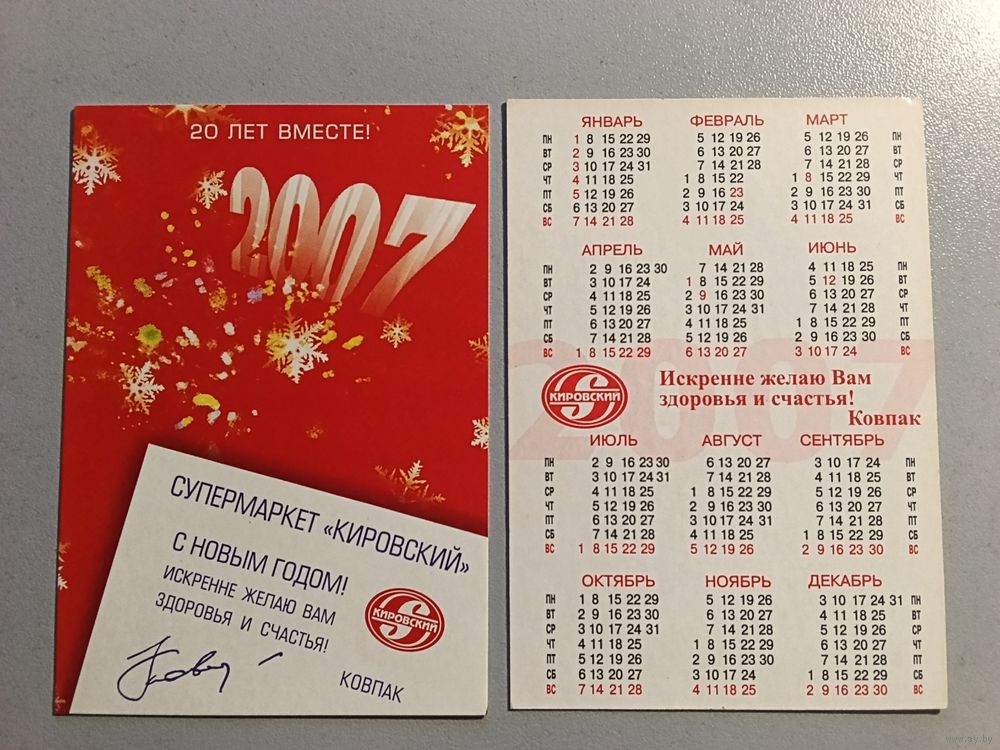 20 ЛЕТ ВМЕСТЕ!
2007
СУПЕРМАРКЕТ «КИРОВСКИЙ»
С НОВЫМ ГОДОМ!
ИСКРЕННЕ ЖЕЛАЮ ВАМ
ЗДОРОВЬЯ И СЧАСТЬЯ!
КИРОВСКИЙ
КОВПАК
ЯНВАРЬ ФЕВРАЛЬ МАРТ
ПН 1 8 15 22 29 5 12 19 26 5 12 19 26 ПН
ВТ 2 9 16 23 30 6 13 20 27 6 13 20 27 ВТ
СР 3 10 17 24 31 7 14 21 28 7 14 21 28 СР
ЧТ 4 11 18 25 1 8 15 22 1 8 15 22 29 ЧТ
ПТ 5 12 19 26 2 9 16 23 2 9 16 23 30 ПТ
СБ 6 13 20 27 3 10 17 24 3 10 17 24 31 СБ
ВС 7 14 21 28 4 11 18 25 4 11 18 25 ВС
АПРЕЛЬ МАЙ ИЮНЬ
ПН 2 9 16 23 30 7 14 21 28 4 11 18 25 ПН
ВТ 3 10 17 24 1 8 15 22 29 5 12 19 26 ВТ
СР 4 11 18 25 2 9 16 23 30 6 13 20 27 СР
ЧТ 5 12 19 26 3 10 17 24 31 7 14 21 28 ЧТ
ПТ 6 13 20 27 4 11 18 25 1 8 15 22 29 ПТ
СБ 7 14 21 28 5 12 19 26 2 9 16 23 30 СБ
ВС 1 8 15 22 29 6 13 20 27 3 10 17 24 ВС
2007
КИРОВСКИЙ
Искренне желаю Вам
здоровья и счастья!
Ковпак
ИЮЛЬ АВГУСТ СЕНТЯБРЬ
ПН 2 9 16 23 30 6 13 20 27 3 10 17 24 ПН
ВТ 3 10 17 24 31 7 14 21 28 4 11 18 25 ВТ
СР 4 11 18 25 1 8 15 22 29 5 12 19 26 СР
ЧТ 5 12 19 26 2 9 16 23 30 6 13 20 27 ЧТ
ПТ 6 13 20 27 3 10 17 24 31 7 14 21 28 ПТ
СБ 7 14 21 28 4 11 18 25 1 8 15 22 29 СБ
ВС 1 8 15 22 29 5 12 19 26 2 9 16 23 30 ВС
ОКТЯБРЬ НОЯБРЬ ДЕКАБРЬ
ПН 1 8 15 22 29 5 12 19 26 3 10 17 24 31 ПН
ВТ 2 9 16 23 30 6 13 20 27 4 11 18 25 ВТ
СР 3 10 17 24 31 7 14 21 28 5 12 19 26 СР
ЧТ 4 11 18 25 1 8 15 22 29 6 13 20 27 ЧТ
ПТ 5 12 19 26 2 9 16 23 30 7 14 21 28 ПТ
СБ 6 13 20 27 3 10 17 24 1 8 15 22 29 СБ
ВС 7 14 21 28 4 11 18 25 2 9 16 23 30 ВС
www.ay.by